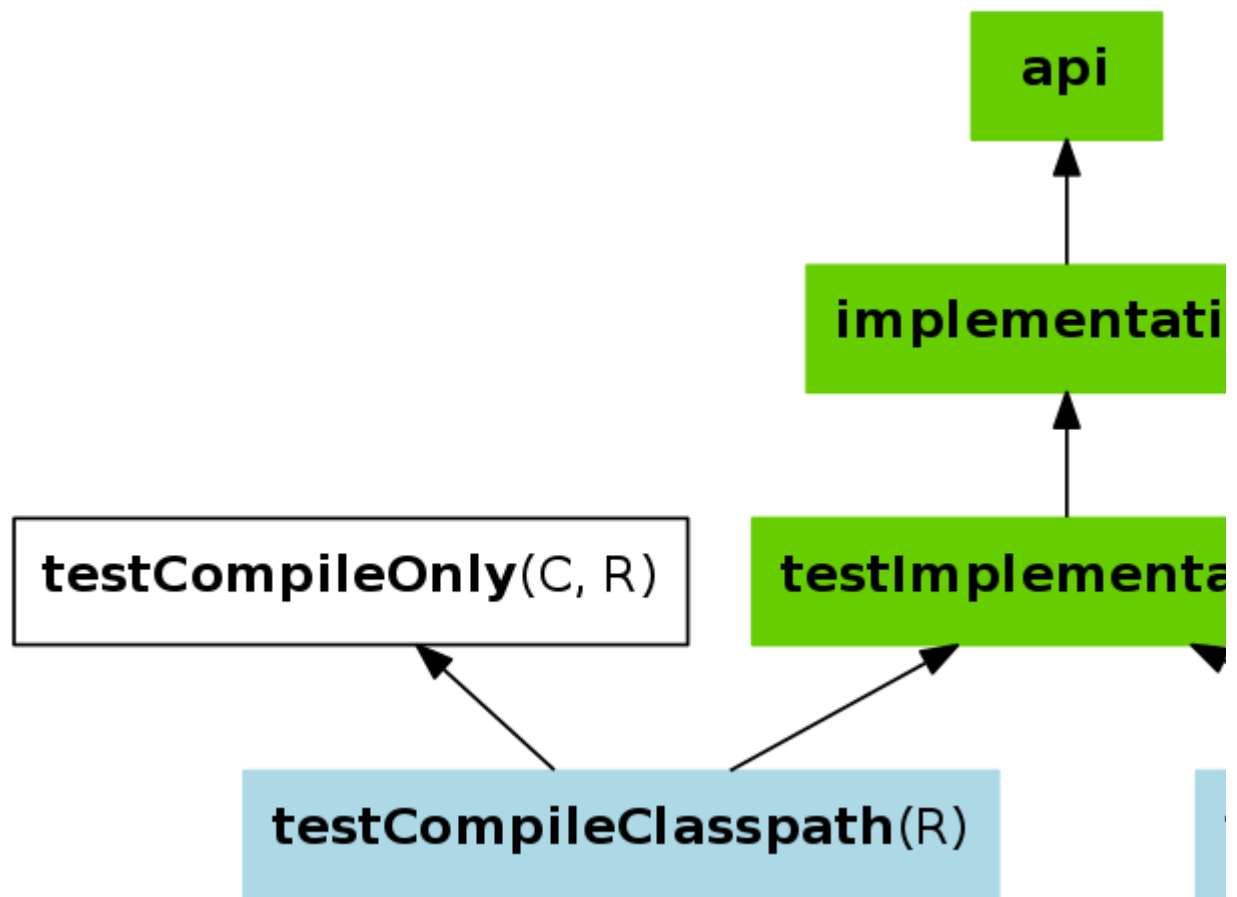 api
implementati
testCompileOnly(C, R) testImplementa
testCompileClasspath(R)